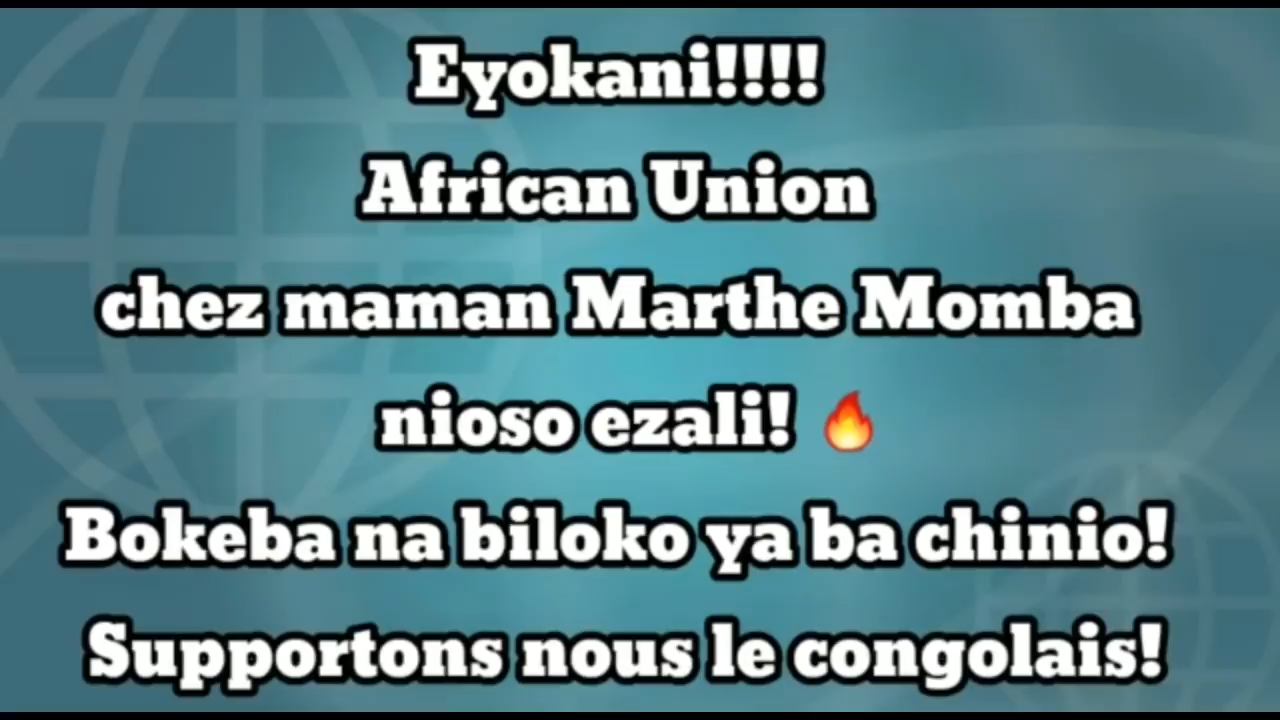 Eyokani!!!!
African Union
chez maman Marthe Momba
nioso ezali! 🔥
Bokeba na biloko ya ba chinio!
Supportons nous le congolais!